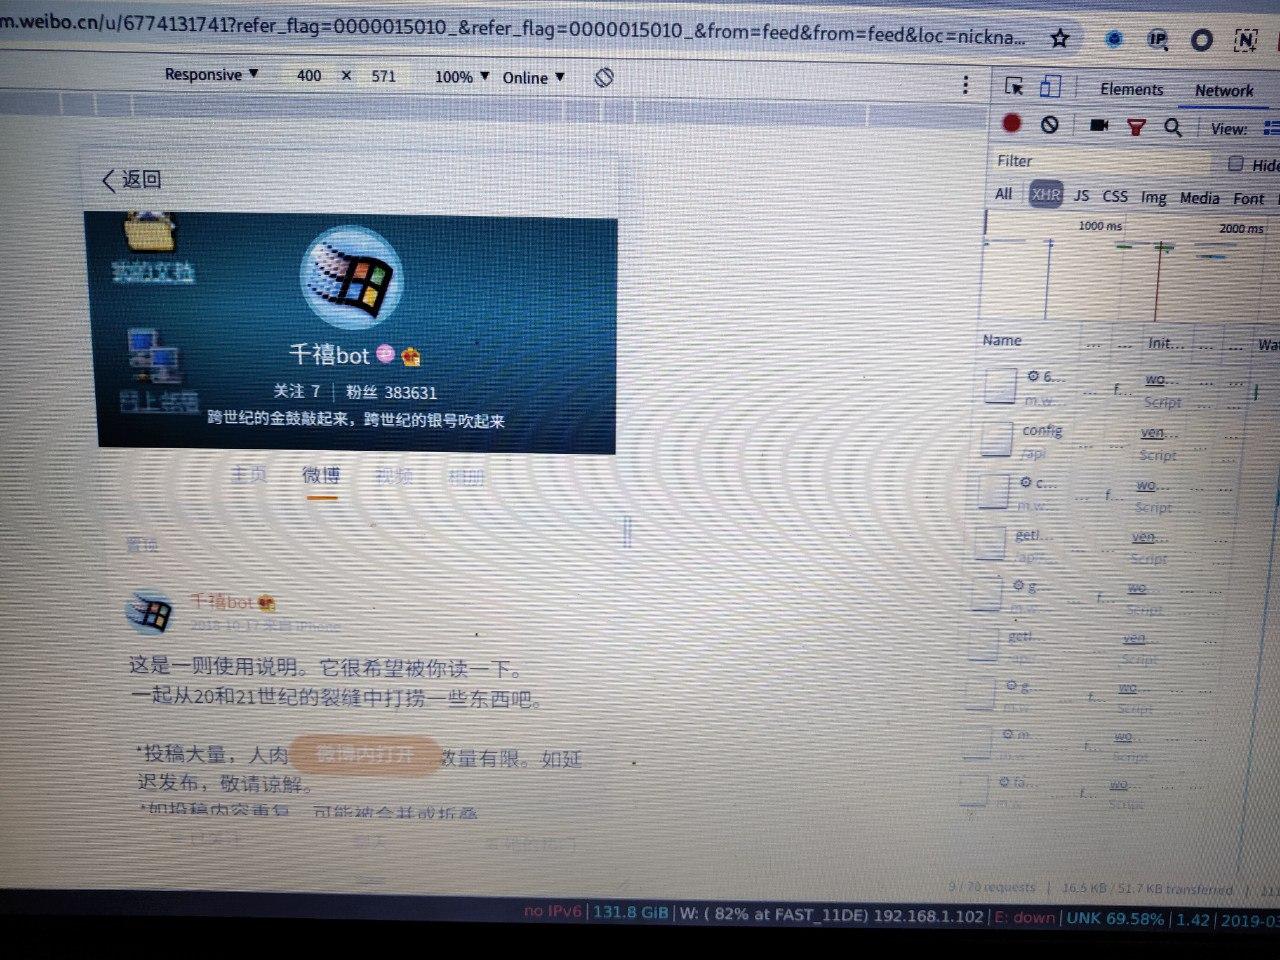 m.weibo.cn/u/6774131741?refer_flag=0000015010_&refer_flag=0000015010_&from=feed&from=feed&loc=nickna...
IP
N
Responsive ▼ 400 × 571 100% ▼ Online ▼
Elements Network
View:
Filter
Hide
All XHR JS CSS Img Media Font
1000 ms 2000 ms
返回
我的文档
千禧bot
关注 7 | 粉丝 383631
跨世纪的金鼓敲起来，跨世纪的银号吹起来
主页 微博 视频 相册
置顶
千禧bot
2018-10-17 来自 iPhone
这是一则使用说明。它很希望被你读一下。
一起从20和21世纪的裂缝中打捞一些东西吧。
*投稿大量，人肉
微博内打开
数量有限。如延
迟发布，敬请谅解。
*如投稿内容重复，可能被合并或折叠
Name ... ... Init... ... ... Wat
6... ... f... wo... ... ...
m.w... Script
config ... ven... ... ...
/api Script
c... ... f... wo... ... ...
m.w... Script
getI... ... ven... ... ...
/api... Script
g... ... f... wo...
m.w... Script
getI... ven... ...
Script
g... f... wo... ...
m.w... Script
m... wo...
fa... f... wo...
9 / 70 requests | 16.5 KB / 51.7 KB transferred |
no IPv6 | 131.8 GiB | W: ( 82% at FAST_11DE) 192.168.1.102 | E: down | UNK 69.58% | 1.42 | 2019-03